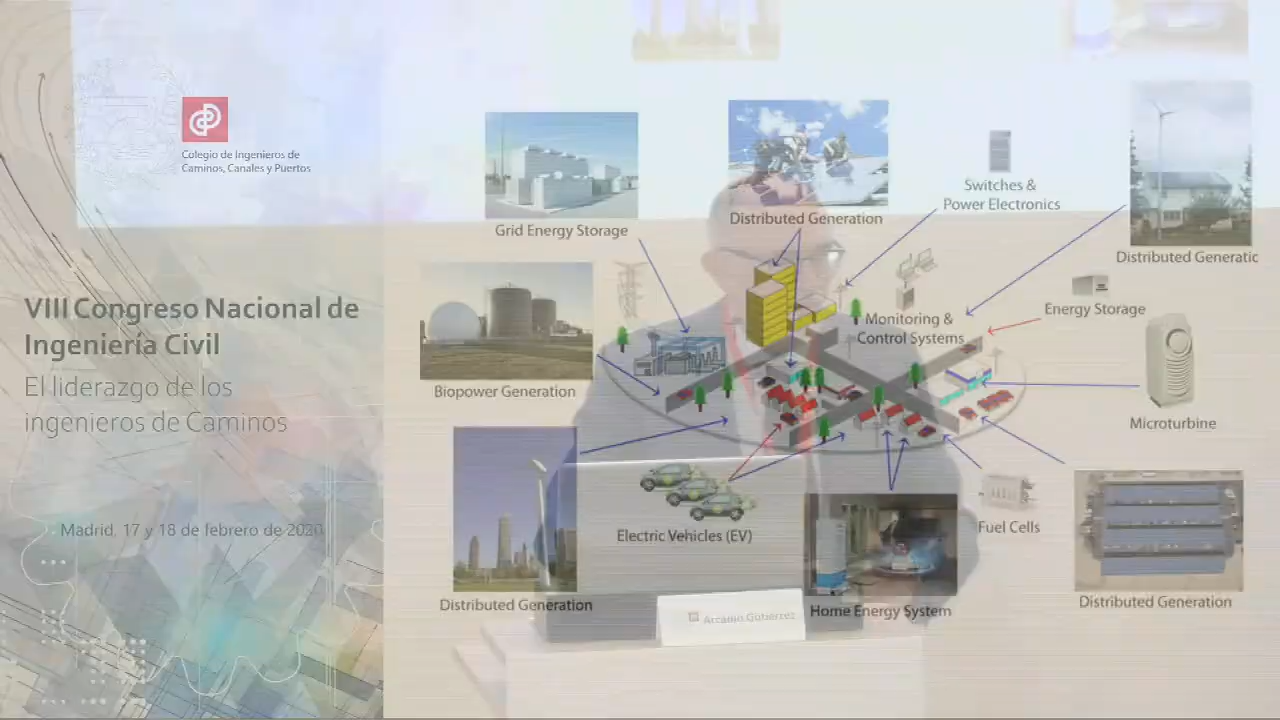 Colegio de Ingenieros de
Caminos, Canales y Puertos
VIII Congreso Nacional de
Ingeniería Civil
El liderazgo de los
ingenieros de Caminos
Madrid, 17 y 18 de febrero de 2020
Grid Energy Storage
Distributed Generation
Switches &
Power Electronics
Distributed Generatic
Energy Storage
Monitoring &
Control Systems
Biopower Generation
Microturbine
Electric Vehicles (EV)
Fuel Cells
Distributed Generation
Home Energy System
Distributed Generation
Arcadio Gutiérrez